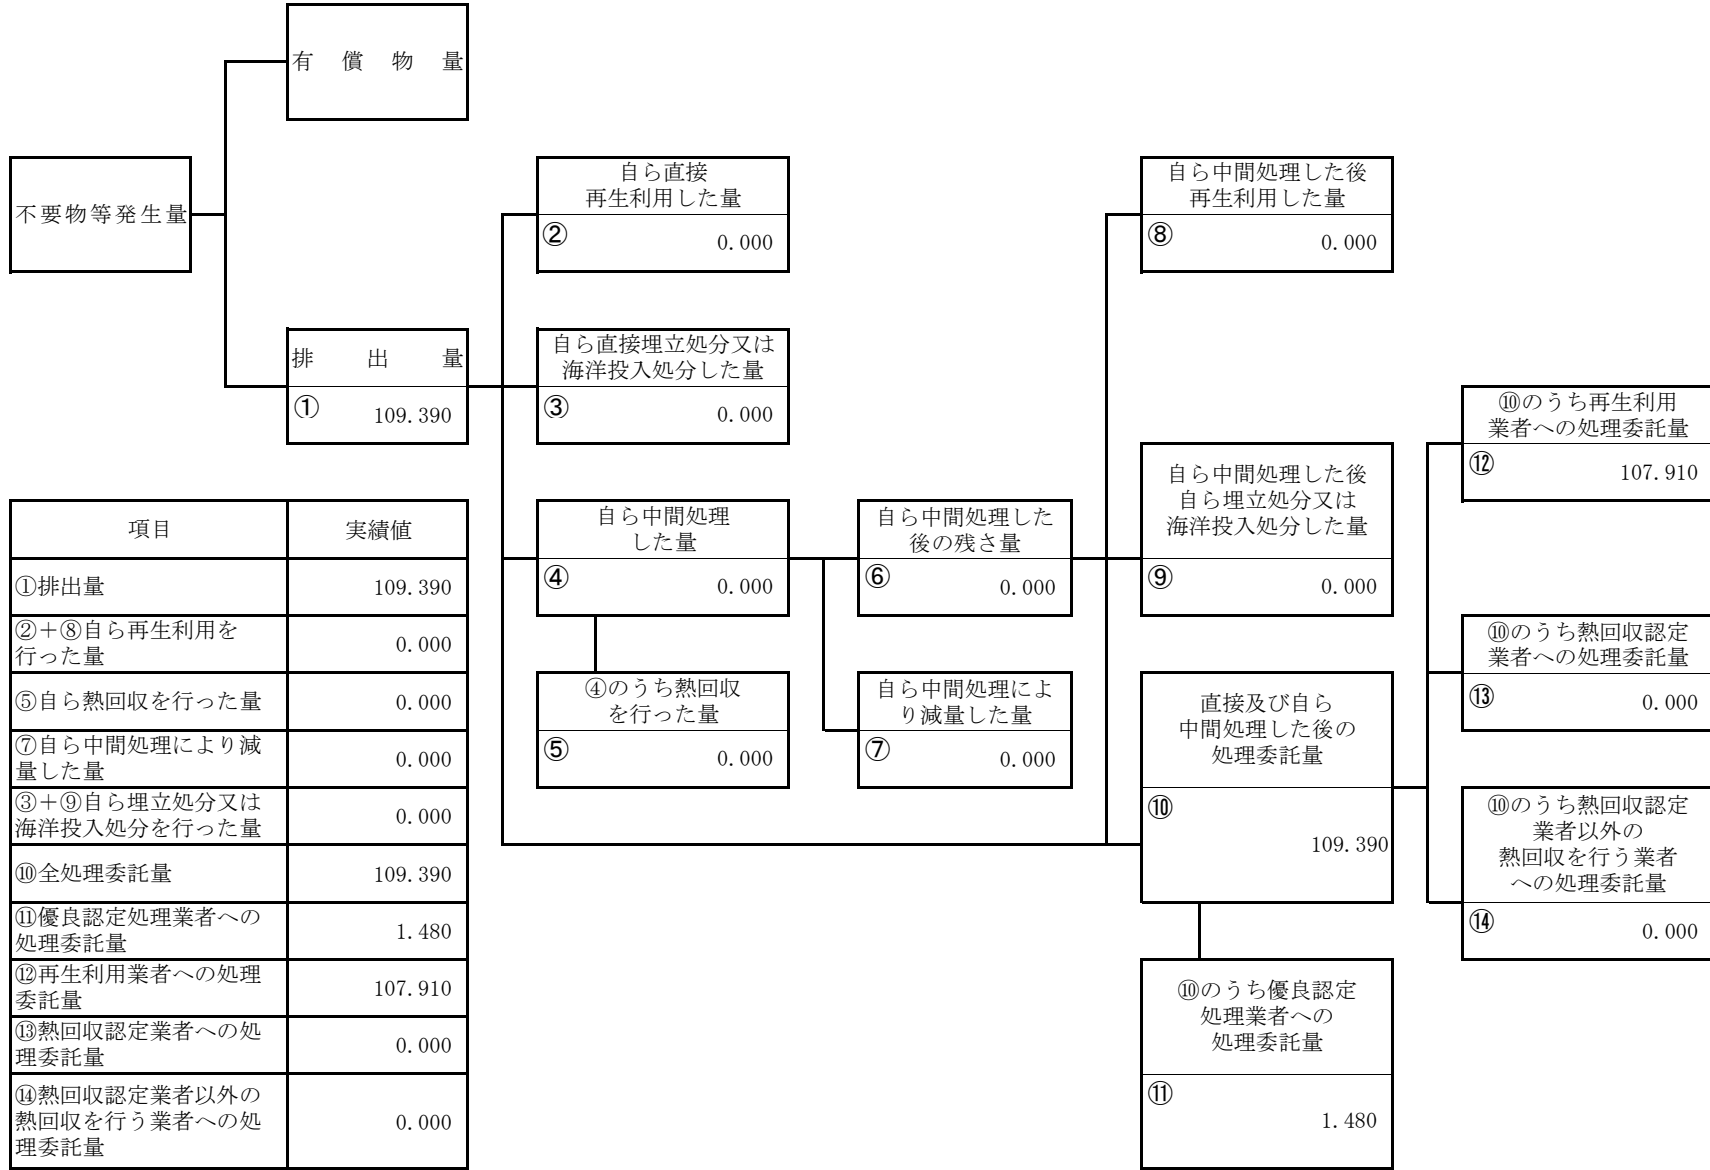 有償物量
不要物等発生量
排出量
① 109.390
自ら直接
再生利用した量
② 0.000
自ら直接埋立処分又は
海洋投入処分した量
③ 0.000
自ら中間処理
した量
④ 0.000
④のうち熱回収
を行った量
⑤ 0.000
自ら中間処理した
後の残さ量
⑥ 0.000
自ら中間処理によ
り減量した量
⑦ 0.000
自ら中間処理した後
再生利用した量
⑧ 0.000
自ら中間処理した後
自ら埋立処分又は
海洋投入処分した量
⑨ 0.000
直接及び自ら
中間処理した後の
処理委託量
⑩
109.390
⑩のうち優良認定
処理業者への
処理委託量
⑪
1.480
⑩のうち再生利用
業者への処理委託量
⑫ 107.910
⑩のうち熱回収認定
業者への処理委託量
⑬ 0.000
⑩のうち熱回収認定
業者以外の
熱回収を行う業者
への処理委託量
⑭ 0.000
項目 実績値
①排出量 109.390
②＋⑧自ら再生利用を
行った量 0.000
⑤自ら熱回収を行った量 0.000
⑦自ら中間処理により減
量した量 0.000
③＋⑨自ら埋立処分又は
海洋投入処分を行った量 0.000
⑩全処理委託量 109.390
⑪優良認定処理業者への
処理委託量 1.480
⑫再生利用業者への処理
委託量 107.910
⑬熱回収認定業者への処
理委託量 0.000
⑭熱回収認定業者以外の
熱回収を行う業者への処
理委託量 0.000